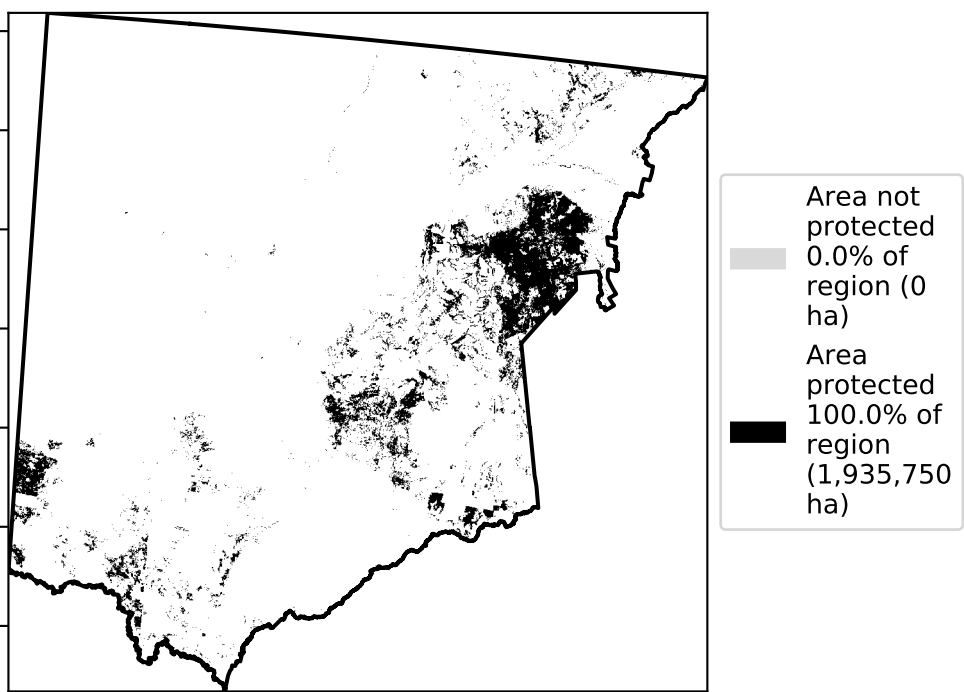 Area not
protected
0.0% of
region (0
ha)
Area
protected
100.0% of
region
(1,935,750
ha)